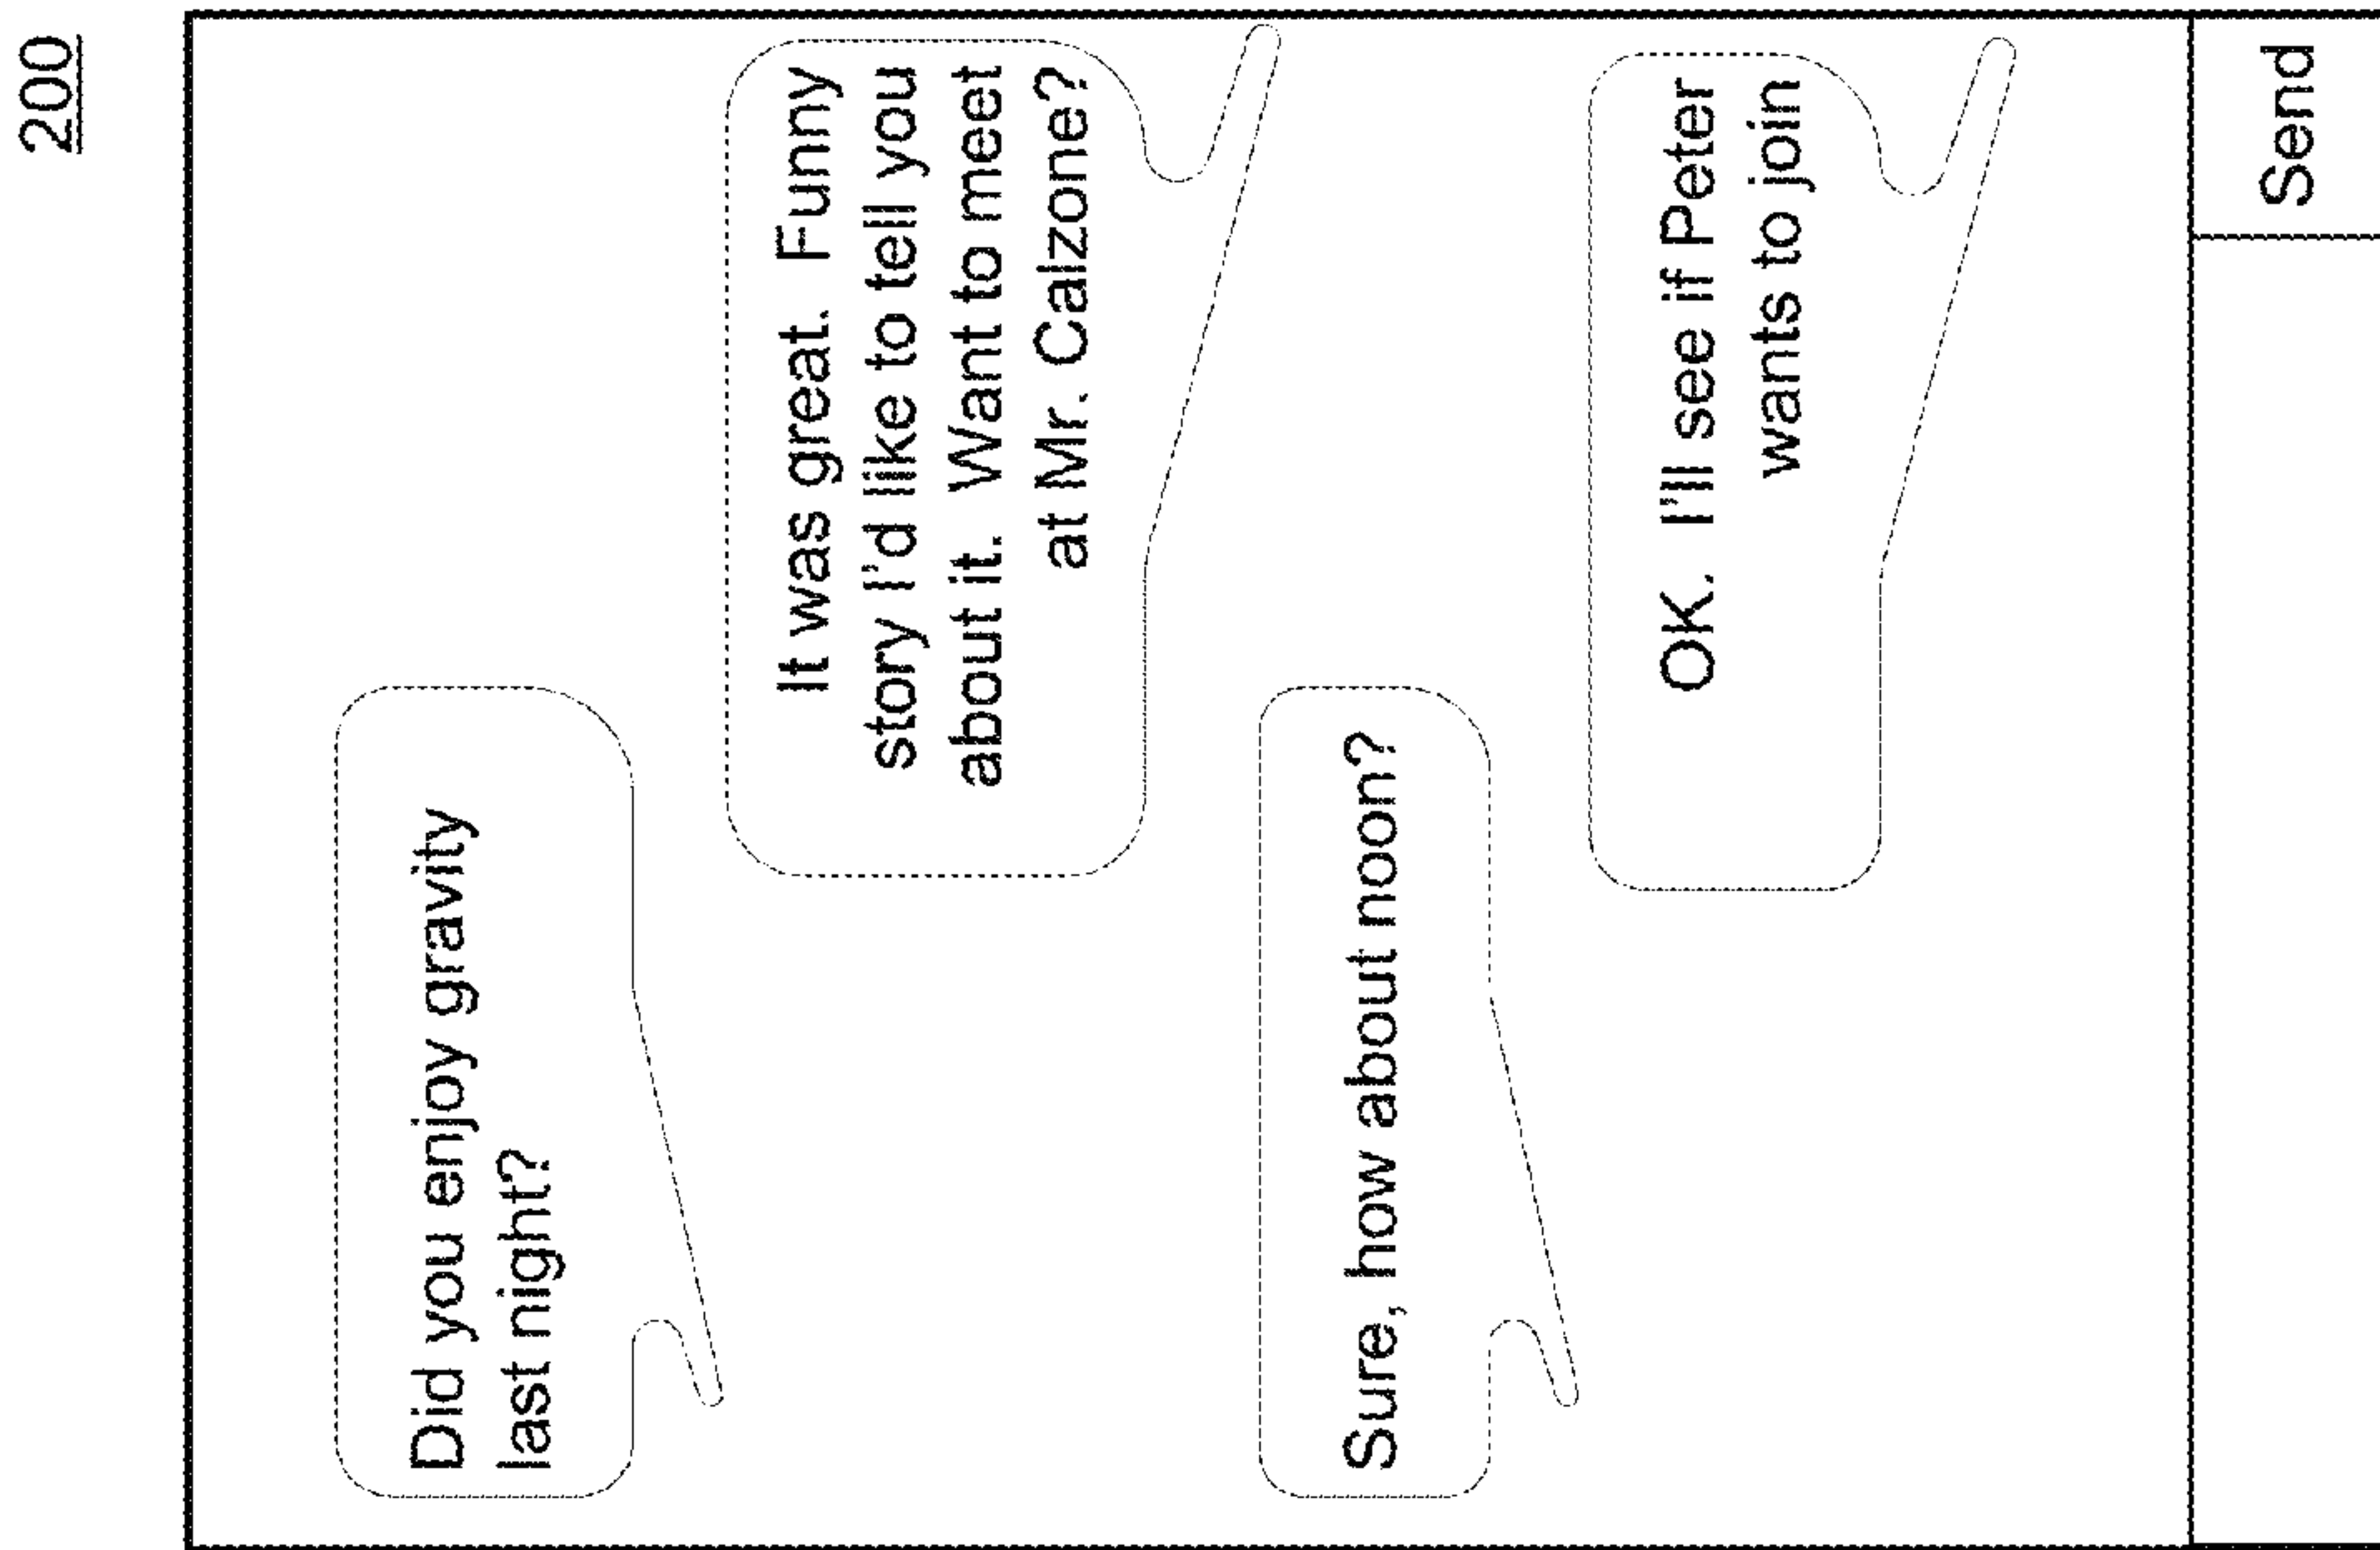 200
Did you enjoy gravity
last night?
It was great. Funny
story I'd like to tell you
about it. Want to meet
at Mr. Calzone?
Sure, how about noon?
OK. I'll see if Peter
wants to join
Send